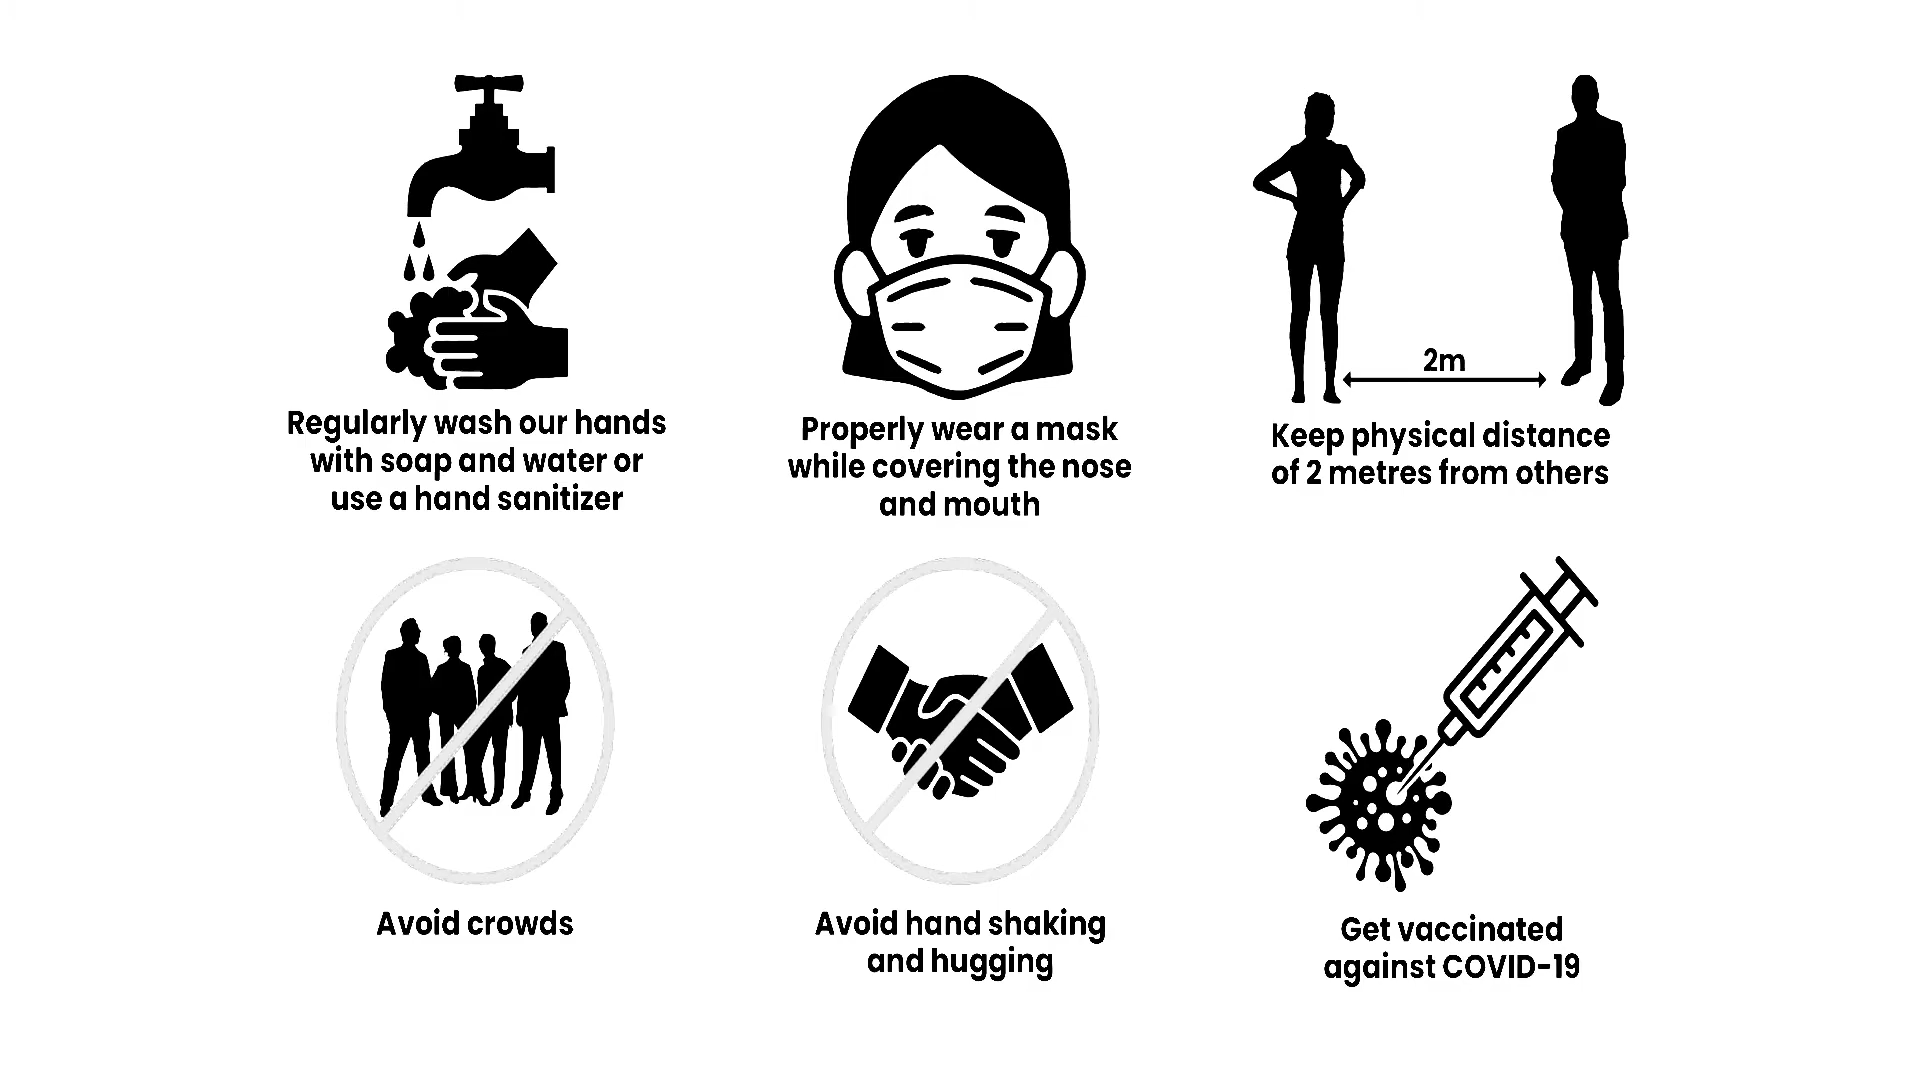 Regularly wash our hands
with soap and water or
use a hand sanitizer
Properly wear a mask
while covering the nose
and mouth
2m
Keep physical distance
of 2 metres from others
Avoid crowds
Avoid hand shaking
and hugging
Get vaccinated
against COVID-19